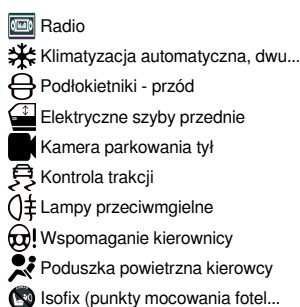 Radio
Klimatyzacja automatyczna, dwu...
Podłokietniki - przód
Elektryczne szyby przednie
Kamera parkowania tył
Kontrola trakcji
Lampy przeciwmgielne
Wspomaganie kierownicy
Poduszka powietrzna kierowcy
Isofix (punkty mocowania fotel...